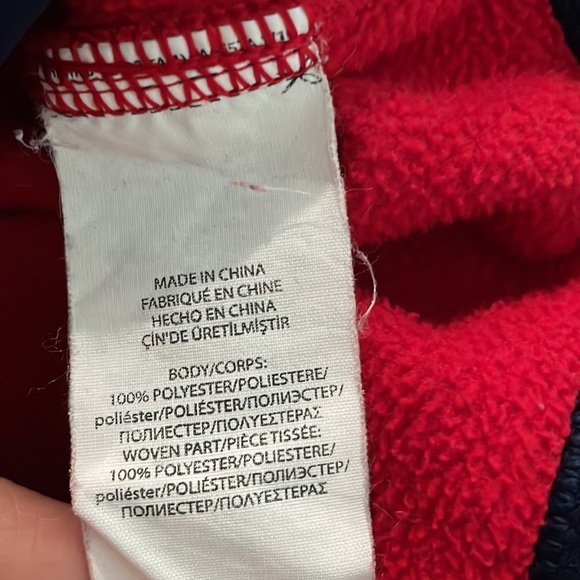 MADE IN CHINA
FABRIQUÉ EN CHINE
HECHO EN CHINA
ÇİN'DE ÜRETİLMİŞTİR
BODY/CORPS:
100% POLYESTER/POLIESTERE/
poliéster/POLIÉSTER/ПОЛИЭСТЕР/
ПОЛИЕСТЕР/ΠΟΛΥΕΣΤΕΡΑΣ
WOVEN PART/PIÈCE TISSÉE:
100% POLYESTER/POLIESTERE/
poliéster/POLIÉSTER/ПОЛИЭСТЕР/
ПОЛИЕСТЕР/ΠΟΛΥΕΣΤΕΡΑΣ